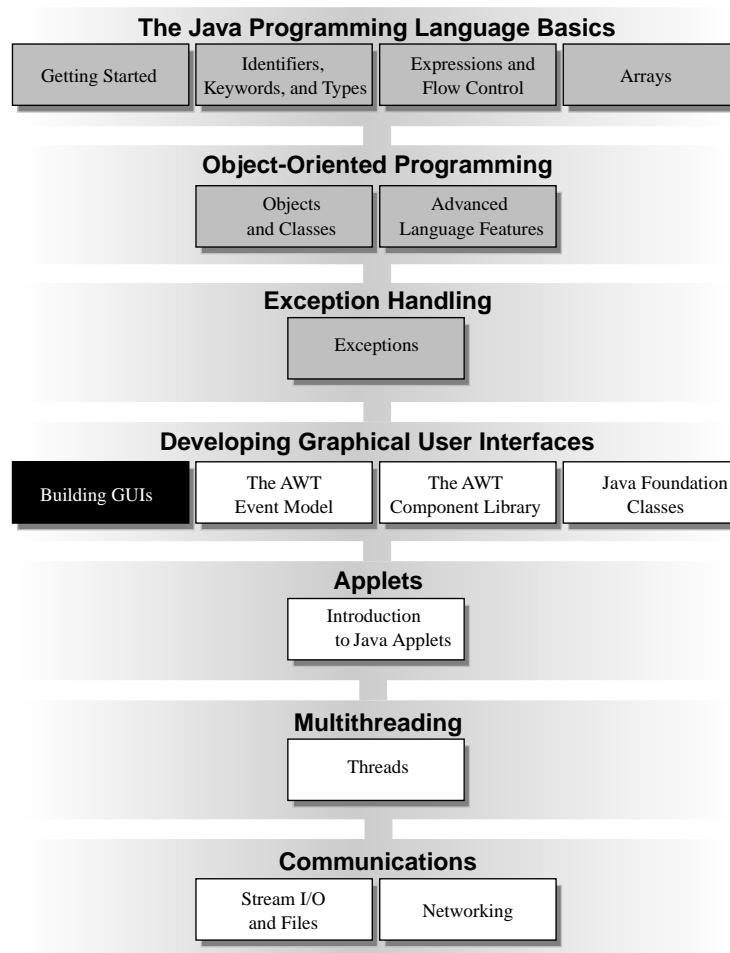 The Java Programming Language Basics
Getting Started
Identifiers,
Keywords, and Types
Expressions and
Flow Control
Arrays
Object-Oriented Programming
Objects
and Classes
Advanced
Language Features
Exception Handling
Exceptions
Developing Graphical User Interfaces
Building GUIs
The AWT
Event Model
The AWT
Component Library
Java Foundation
Classes
Applets
Introduction
to Java Applets
Multithreading
Threads
Communications
Stream I/O
and Files
Networking